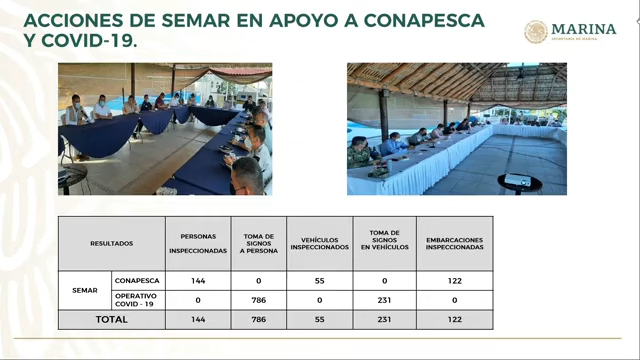 ACCIONES DE SEMAR EN APOYO A CONAPESCA
Y COVID-19.
MARINA
SECRETARÍA DE MARINA
RESULTADOS
PERSONAS
INSPECCIONADAS
TOMA DE
SIGNOS
A PERSONA
VEHÍCULOS
INSPECCIONADOS
TOMA DE
SIGNOS
EN VEHÍCULOS
EMBARCACIONES
INSPECCIONADAS
SEMAR
CONAPESCA 144 0 55 0 122
OPERATIVO
COVID - 19 0 786 0 231 0
TOTAL 144 786 55 231 122